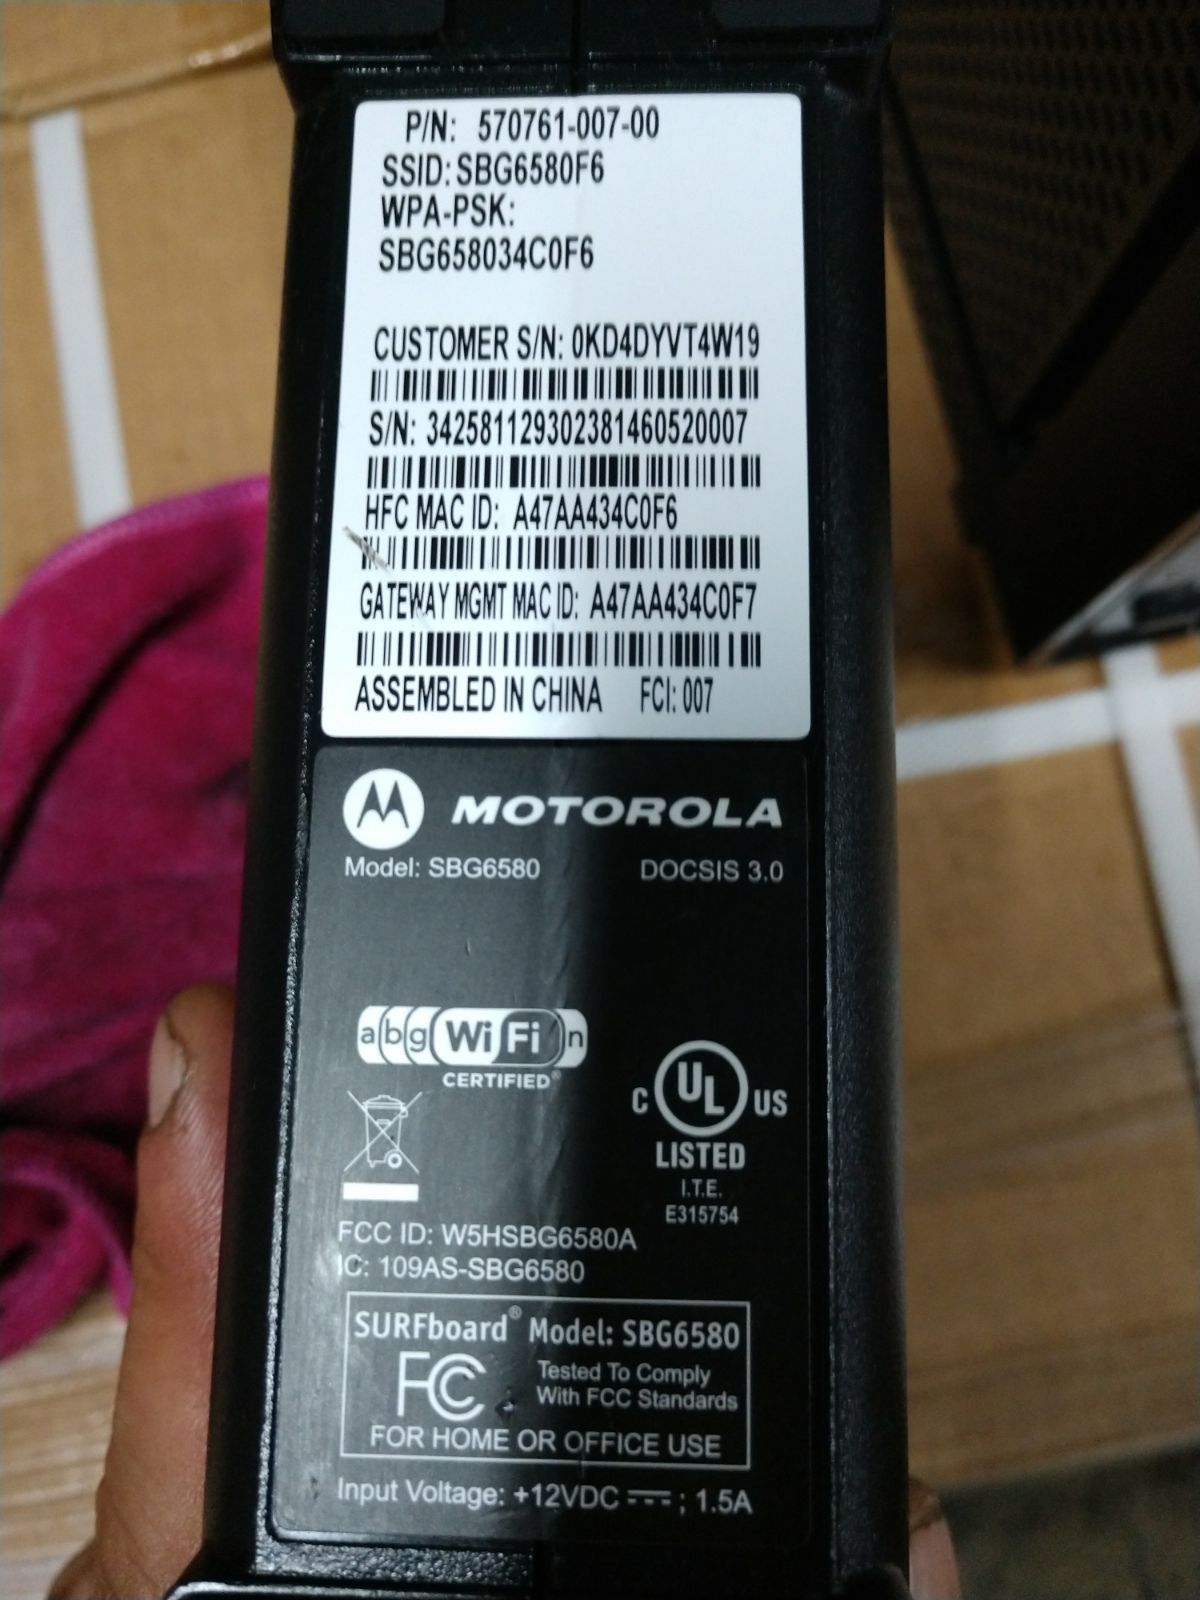 P/N: 570761-007-00
SSID: SBG6580F6
WPA-PSK:
SBG658034C0F6
CUSTOMER S/N: 0KD4DYVT4W19
S/N: 342581129302381460520007
HFC MAC ID: A47AA434C0F6
GATEWAY MGMT MAC ID: A47AA434C0F7
ASSEMBLED IN CHINA FCI: 007
MOTOROLA
Model: SBG6580 DOCSIS 3.0
a b g Wi Fi n
CERTIFIED®
C UL US
LISTED
I.T.E.
E315754
FCC ID: W5HSBG6580A
IC: 109AS-SBG6580
SURFboard® Model: SBG6580
FC Tested To Comply
With FCC Standards
FOR HOME OR OFFICE USE
Input Voltage: +12VDC ⎓ ; 1.5A